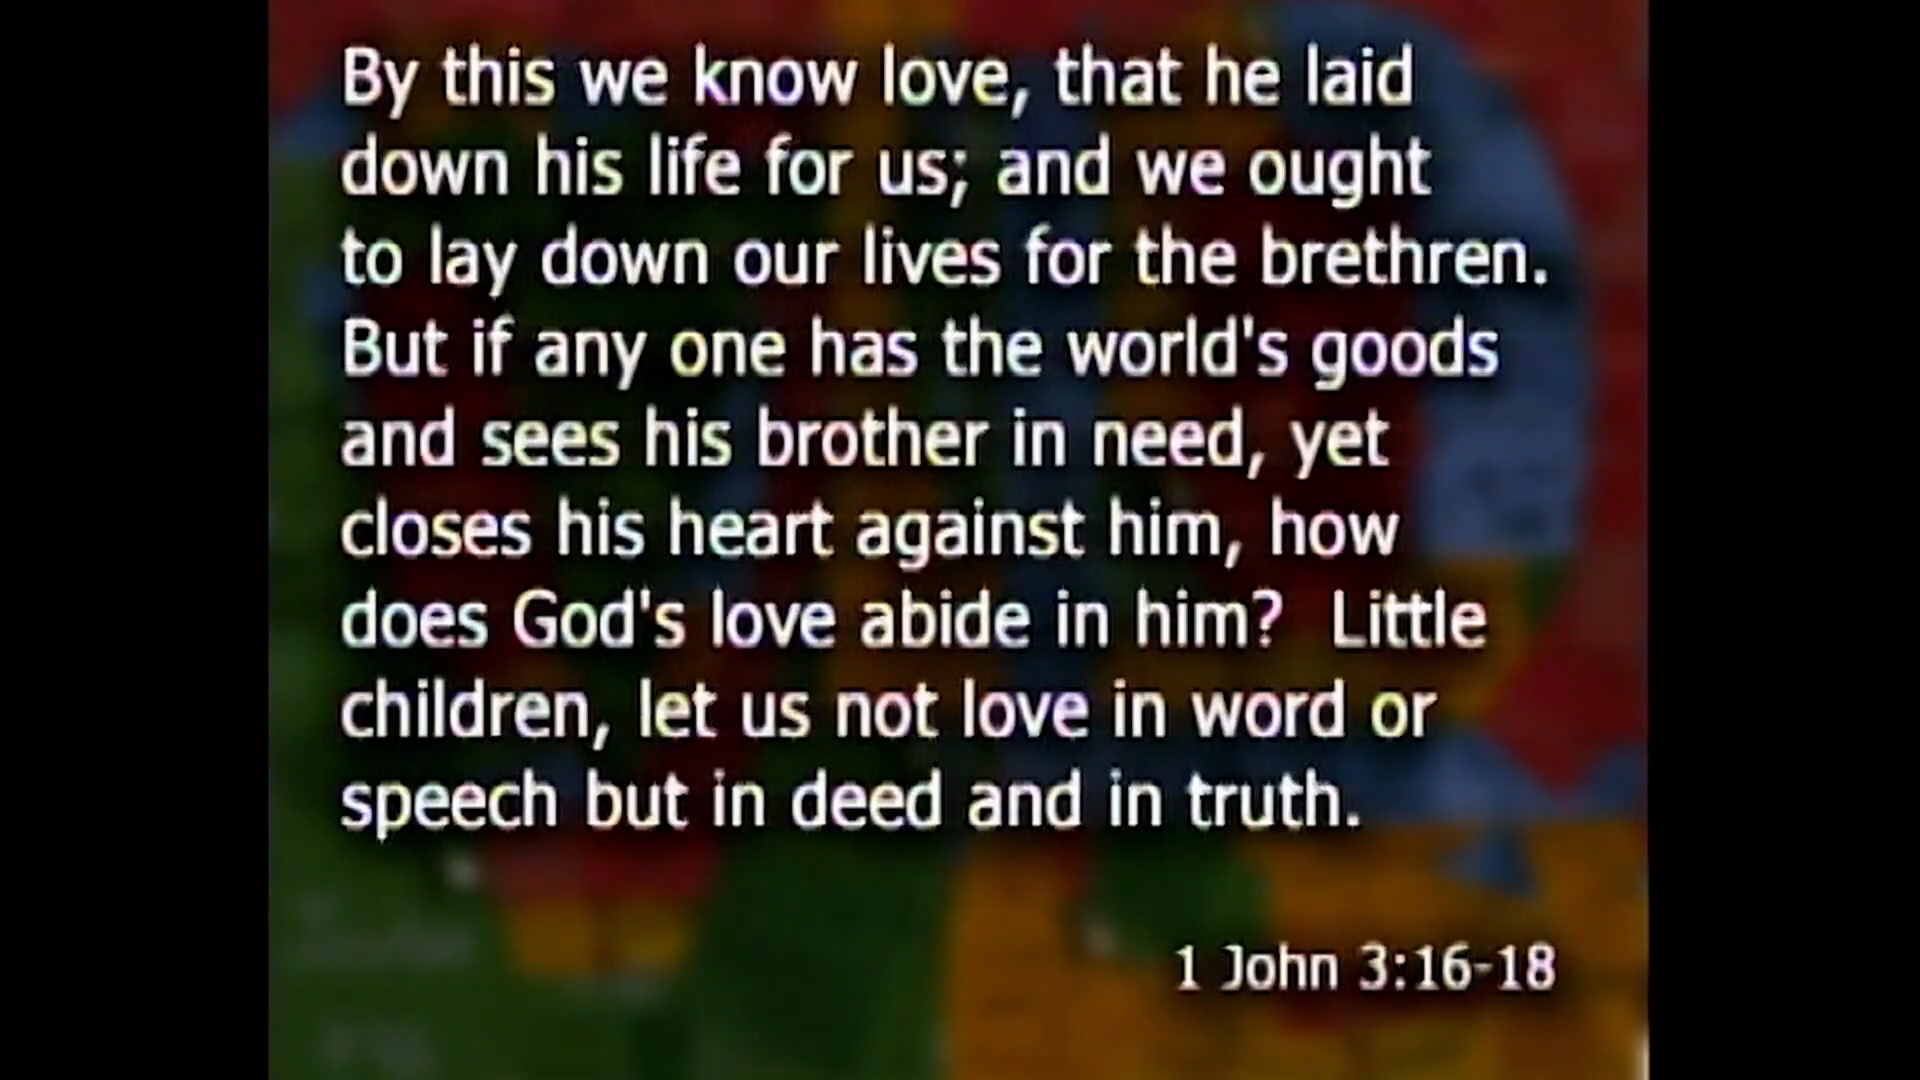 By this we know love, that he laid
down his life for us; and we ought
to lay down our lives for the brethren.
But if any one has the world's goods
and sees his brother in need, yet
closes his heart against him, how
does God's love abide in him?  Little
children, let us not love in word or
speech but in deed and in truth.
1 John 3:16-18